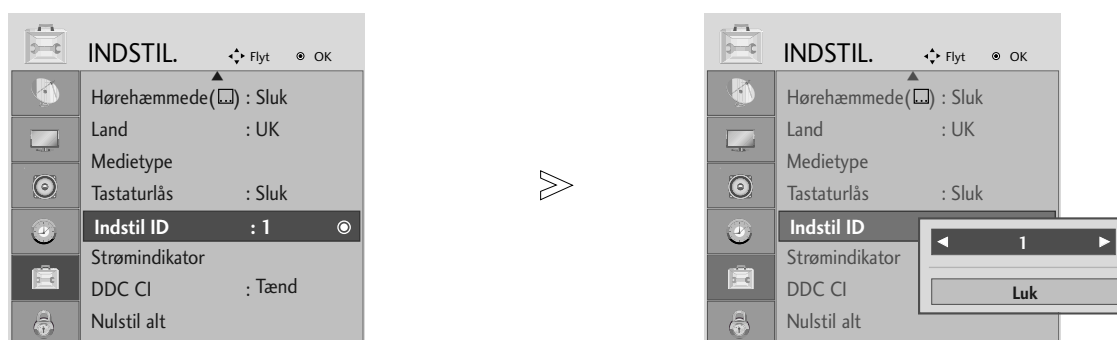 INDSTIL. Flyt OK
Hørehæmmede( ) : Sluk
Land : UK
Medietype
Tastaturlås : Sluk
Indstil ID : 1
Strømindikator
DDC CI : Tænd
Nulstil alt
INDSTIL. Flyt OK
Hørehæmmede( ) : Sluk
Land : UK
Medietype
Tastaturlås : Sluk
Indstil ID
◄ 1 ►
Strømindikator
DDC CI
Luk
Nulstil alt